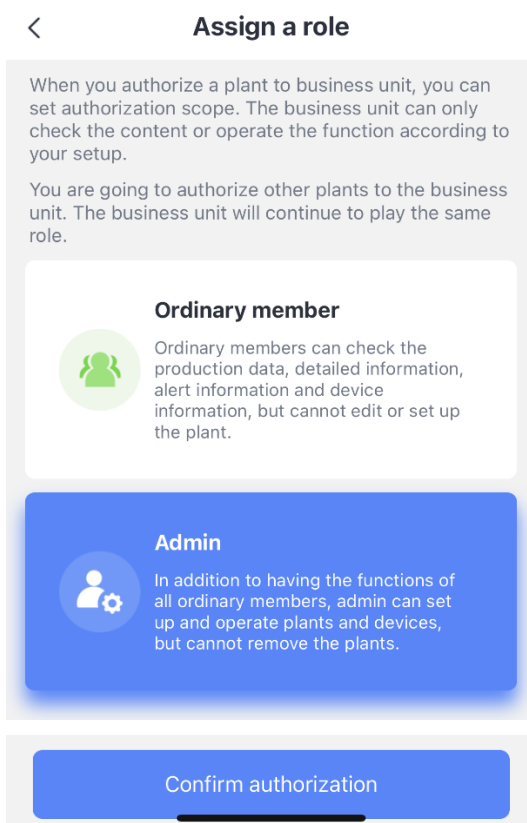 Assign a role
When you authorize a plant to business unit, you can
set authorization scope. The business unit can only
check the content or operate the function according to
your setup.
You are going to authorize other plants to the business
unit. The business unit will continue to play the same
role.
Ordinary member
Ordinary members can check the
production data, detailed information,
alert information and device
information, but cannot edit or set up
the plant.
Admin
In addition to having the functions of
all ordinary members, admin can set
up and operate plants and devices,
but cannot remove the plants.
Confirm authorization